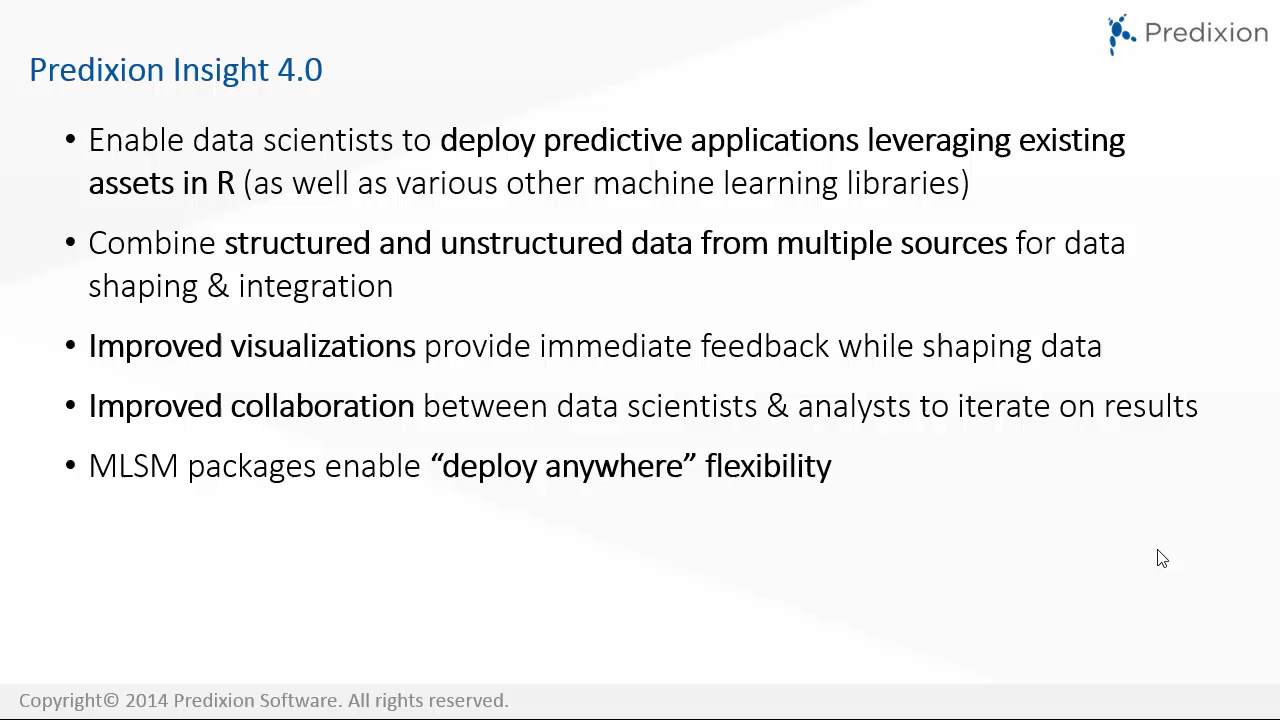 Predixion
Predixion Insight 4.0
• Enable data scientists to deploy predictive applications leveraging existing
assets in R (as well as various other machine learning libraries)
• Combine structured and unstructured data from multiple sources for data
shaping & integration
• Improved visualizations provide immediate feedback while shaping data
• Improved collaboration between data scientists & analysts to iterate on results
• MLSM packages enable “deploy anywhere” flexibility
Copyright© 2014 Predixion Software. All rights reserved.